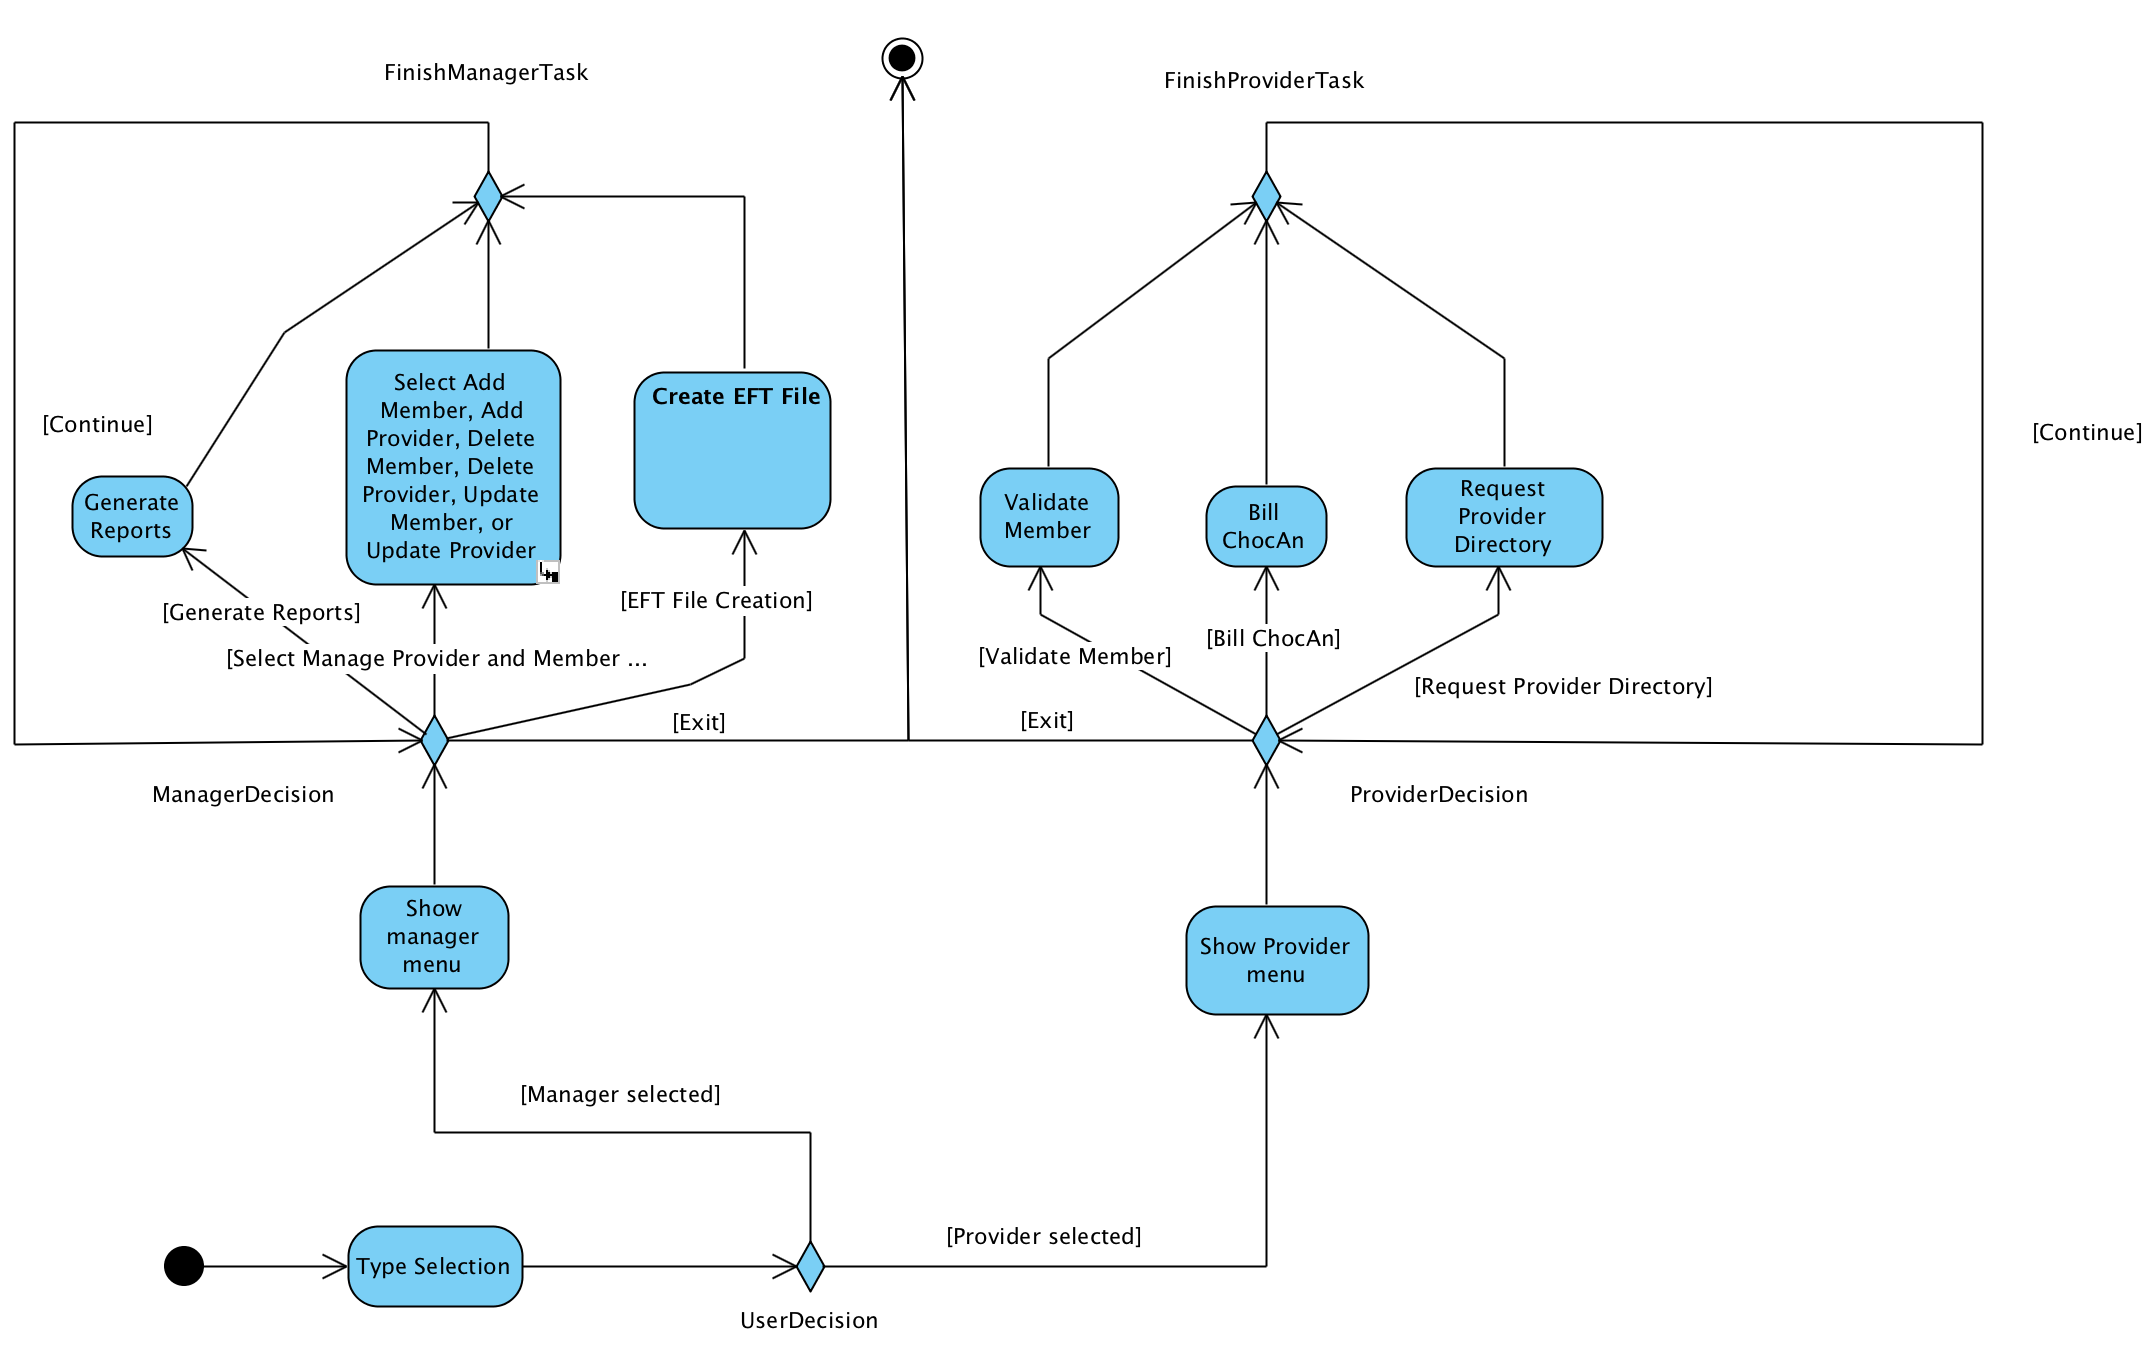 FinishManagerTask
FinishProviderTask
Select Add
Member, Add
Provider, Delete
Member, Delete
Provider, Update
Member, or
Update Provider
Create EFT File
[Continue]
[Continue]
Generate
Reports
Validate
Member
Bill
ChocAn
Request
Provider
Directory
[Generate Reports]
[EFT File Creation]
[Select Manage Provider and Member ...
[Bill ChocAn]
[Validate Member]
[Request Provider Directory]
[Exit]
[Exit]
ManagerDecision
ProviderDecision
Show
manager
menu
Show Provider
menu
[Manager selected]
[Provider selected]
Type Selection
UserDecision